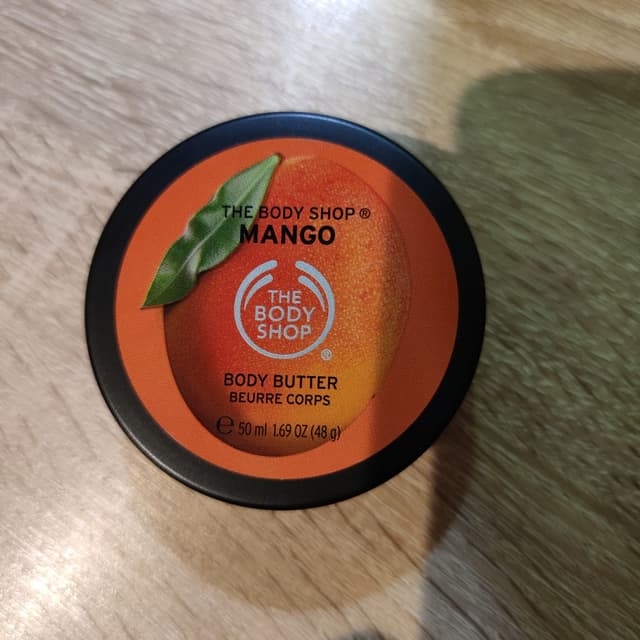 THE BODY SHOP ®
MANGO
THE
BODY
SHOP
®
BODY BUTTER
BEURRE CORPS
℮ 50 ml 1.69 OZ (48 g)